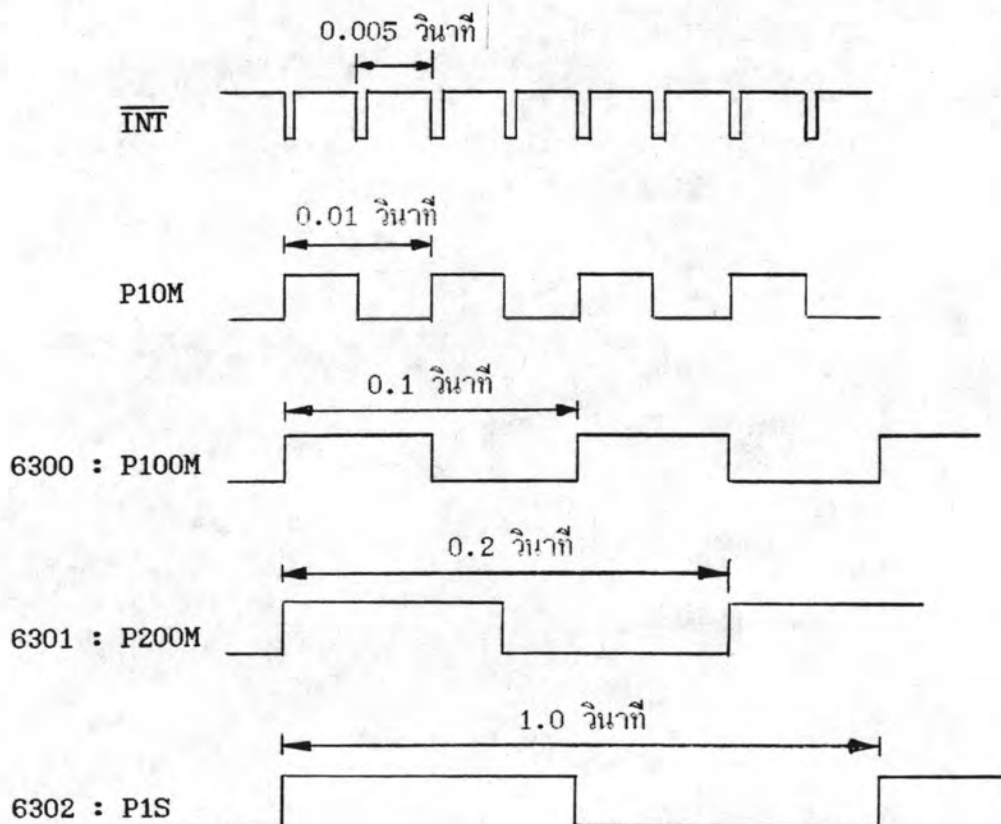 0.005 วินาที
INT
0.01 วินาที
P10M
0.1 วินาที
6300 : P100M
0.2 วินาที
6301 : P200M
1.0 วินาที
6302 : P1S